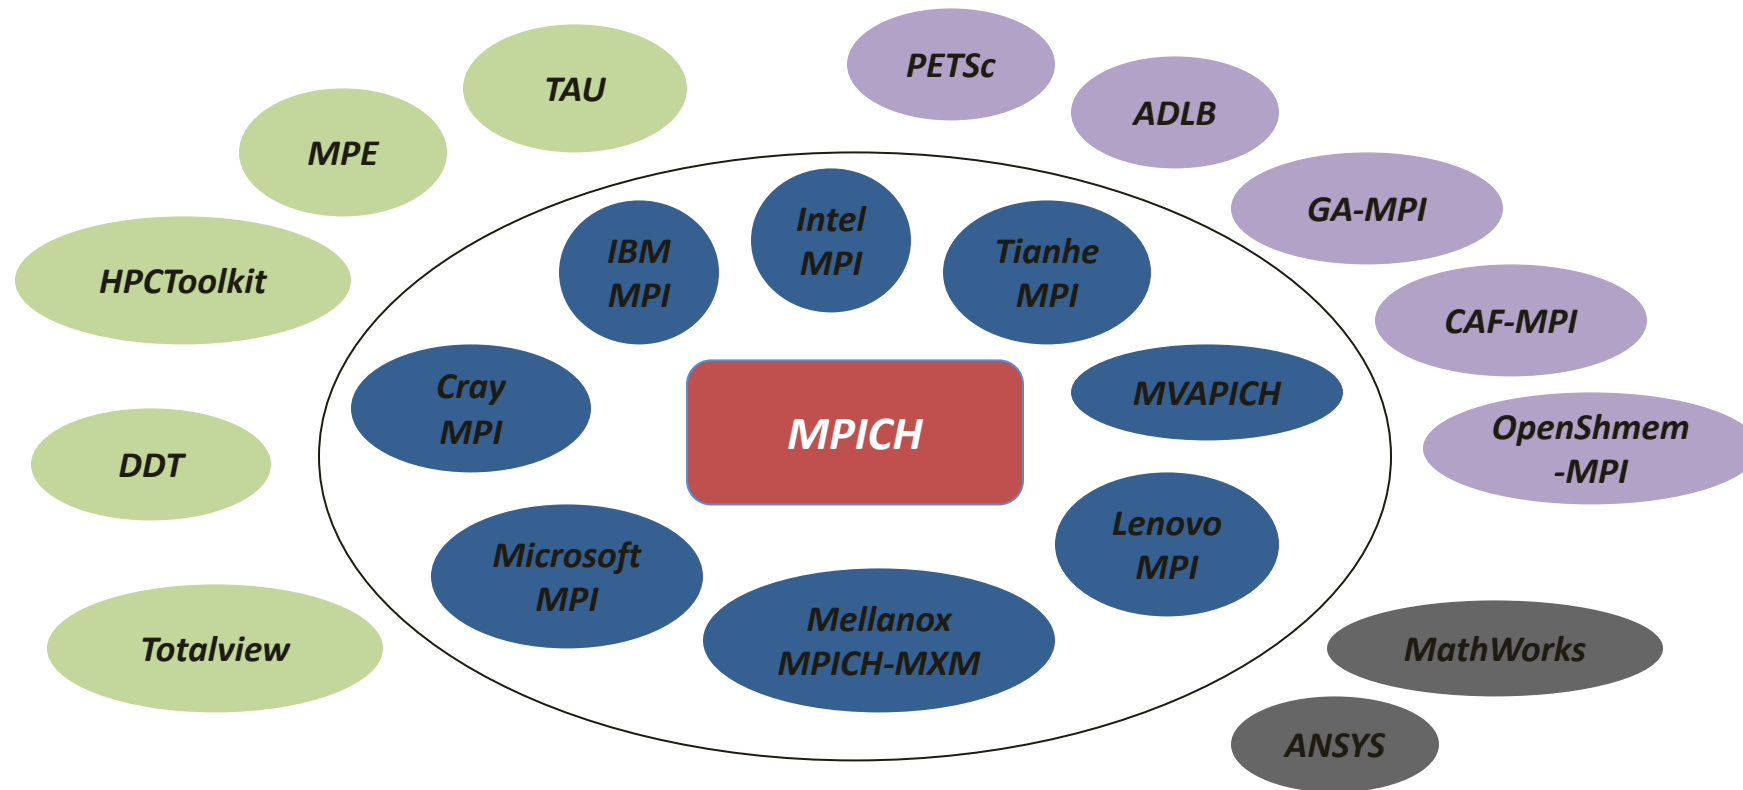 PETSc
TAU
ADLB
MPE
GA-MPI
Intel
MPI
IBM
MPI
Tianhe
MPI
HPCToolkit
CAF-MPI
Cray
MPI
MVAPICH
MPICH
OpenShmem
-MPI
DDT
Lenovo
MPI
Microsoft
MPI
Mellanox
MPICH-MXM
Totalview
MathWorks
ANSYS